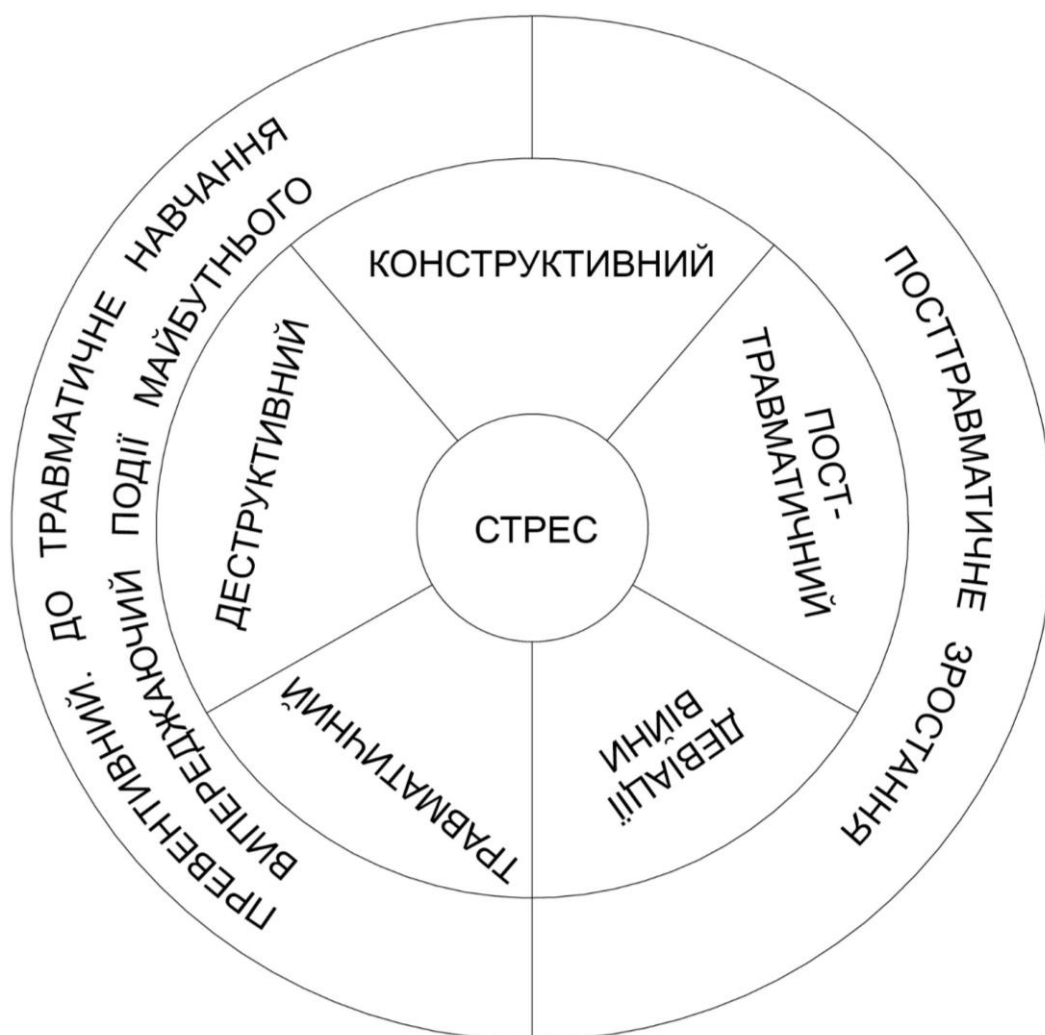 ПРЕВЕНТИВНИЙ. ДО ТРАВМАТИЧНЕ НАВЧАННЯ
ВИПЕРЕДЖАЮЧИЙ ПОДІЇ МАЙБУТНЬОГО
ПОСТТРАВМАТИЧНЕ ЗРОСТАННЯ
КОНСТРУКТИВНИЙ
ПОСТ-
ТРАВМАТИЧНИЙ
ДЕВІАЦІЇ
ВІЙНИ
ТРАВМАТИЧНИЙ
ДЕСТРУКТИВНИЙ
СТРЕС